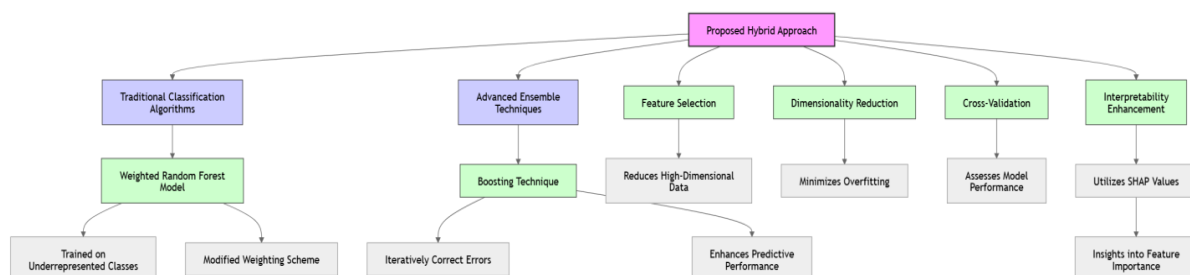 Proposed Hybrid Approach
Traditional Classification
Algorithms
Advanced Ensemble
Techniques
Feature Selection
Dimensionality Reduction
Cross-Validation
Interpretability
Enhancement
Weighted Random Forest
Model
Boosting Technique
Reduces High-Dimensional
Data
Minimizes Overfitting
Assesses Model
Performance
Utilizes SHAP Values
Trained on
Underrepresented Classes
Modified Weighting Scheme
Iteratively Correct Errors
Enhances Predictive
Performance
Insights into Feature
Importance